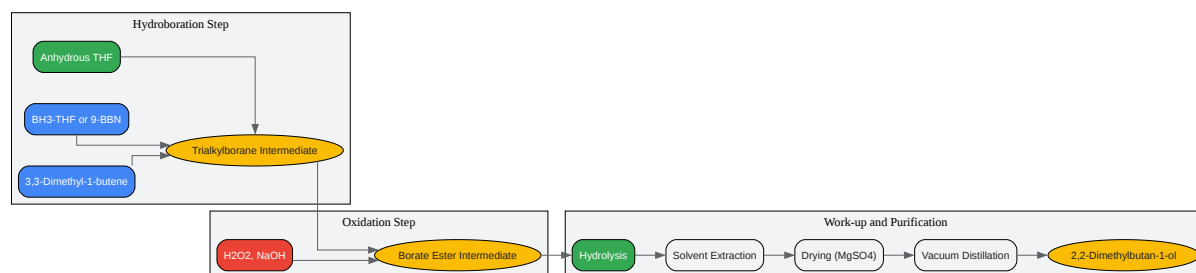 Hydroboration Step
Anhydrous THF
BH3-THF or 9-BBN
Trialkylborane Intermediate
3,3-Dimethyl-1-butene
Oxidation Step
H2O2, NaOH
Borate Ester Intermediate
Work-up and Purification
Hydrolysis
Solvent Extraction
Drying (MgSO4)
Vacuum Distillation
2,2-Dimethylbutan-1-ol